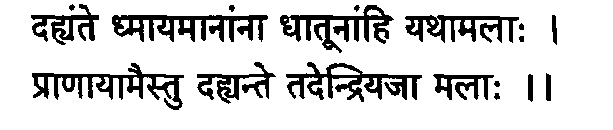 दह्यंते ध्मायमानांना धातूनांहि यथामलाः ।
प्राणायामैस्तु दह्यन्ते तदेन्द्रियजा मलाः ।।